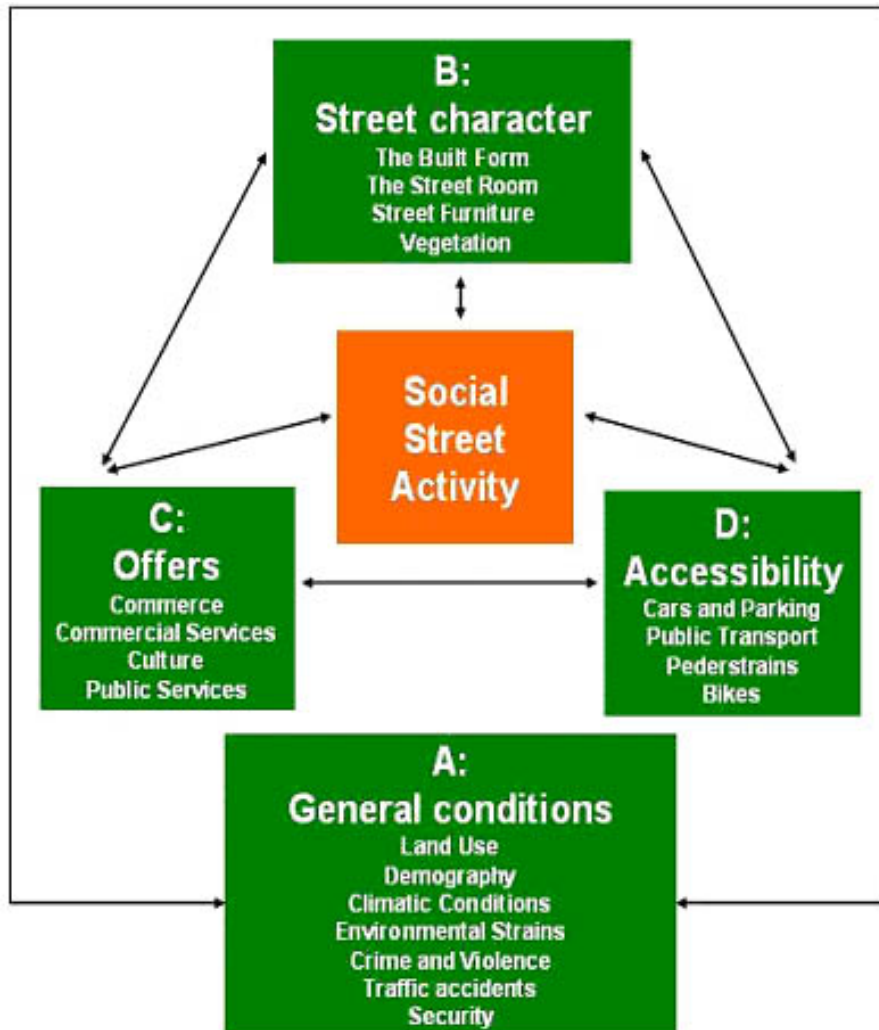 B:
Street character
The Built Form
The Street Room
Street Furniture
Vegetation
Social
Street
Activity
C:
Offers
Commerce
Commercial Services
Culture
Public Services
D:
Accessibility
Cars and Parking
Public Transport
Pederstrains
Bikes
A:
General conditions
Land Use
Demography
Climatic Conditions
Environmental Strains
Crime and Violence
Traffic accidents
Security